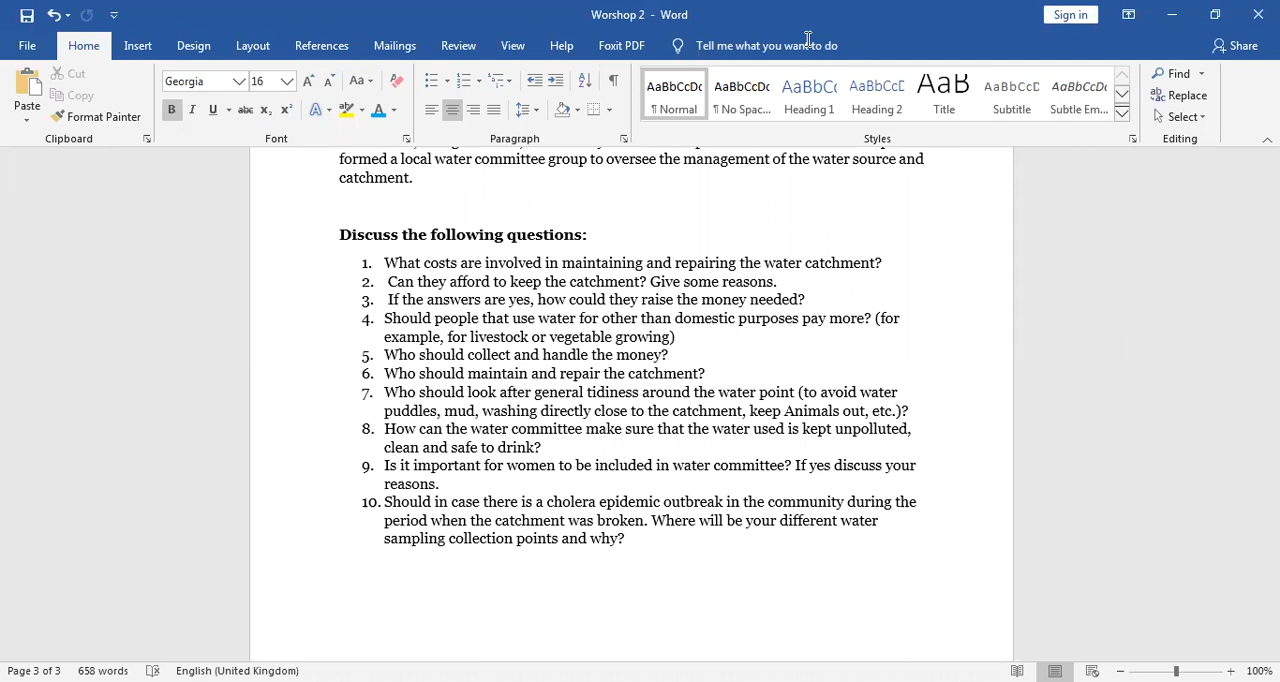 Worshop 2 - Word
Sign in
File
Home
Insert
Design
Layout
References
Mailings
Review
View
Help
Foxit PDF
Tell me what you want to do
Share
Paste
Cut
Copy
Format Painter
Clipboard
Georgia
16
Font
Paragraph
AaBbCcDc
¶ Normal
AaBbCcDc
¶ No Spac...
AaBbCc
Heading 1
AaBbCcD
Heading 2
AaB
Title
AaBbCcD
Subtitle
AaBbCcDc
Subtle Em...
Styles
Find
Replace
Select
Editing
formed a local water committee group to oversee the management of the water source and
catchment.
Discuss the following questions:
1. What costs are involved in maintaining and repairing the water catchment?
2. Can they afford to keep the catchment? Give some reasons.
3. If the answers are yes, how could they raise the money needed?
4. Should people that use water for other than domestic purposes pay more? (for
example, for livestock or vegetable growing)
5. Who should collect and handle the money?
6. Who should maintain and repair the catchment?
7. Who should look after general tidiness around the water point (to avoid water
puddles, mud, washing directly close to the catchment, keep Animals out, etc.)?
8. How can the water committee make sure that the water used is kept unpolluted,
clean and safe to drink?
9. Is it important for women to be included in water committee? If yes discuss your
reasons.
10. Should in case there is a cholera epidemic outbreak in the community during the
period when the catchment was broken. Where will be your different water
sampling collection points and why?
Page 3 of 3
658 words
English (United Kingdom)
100%